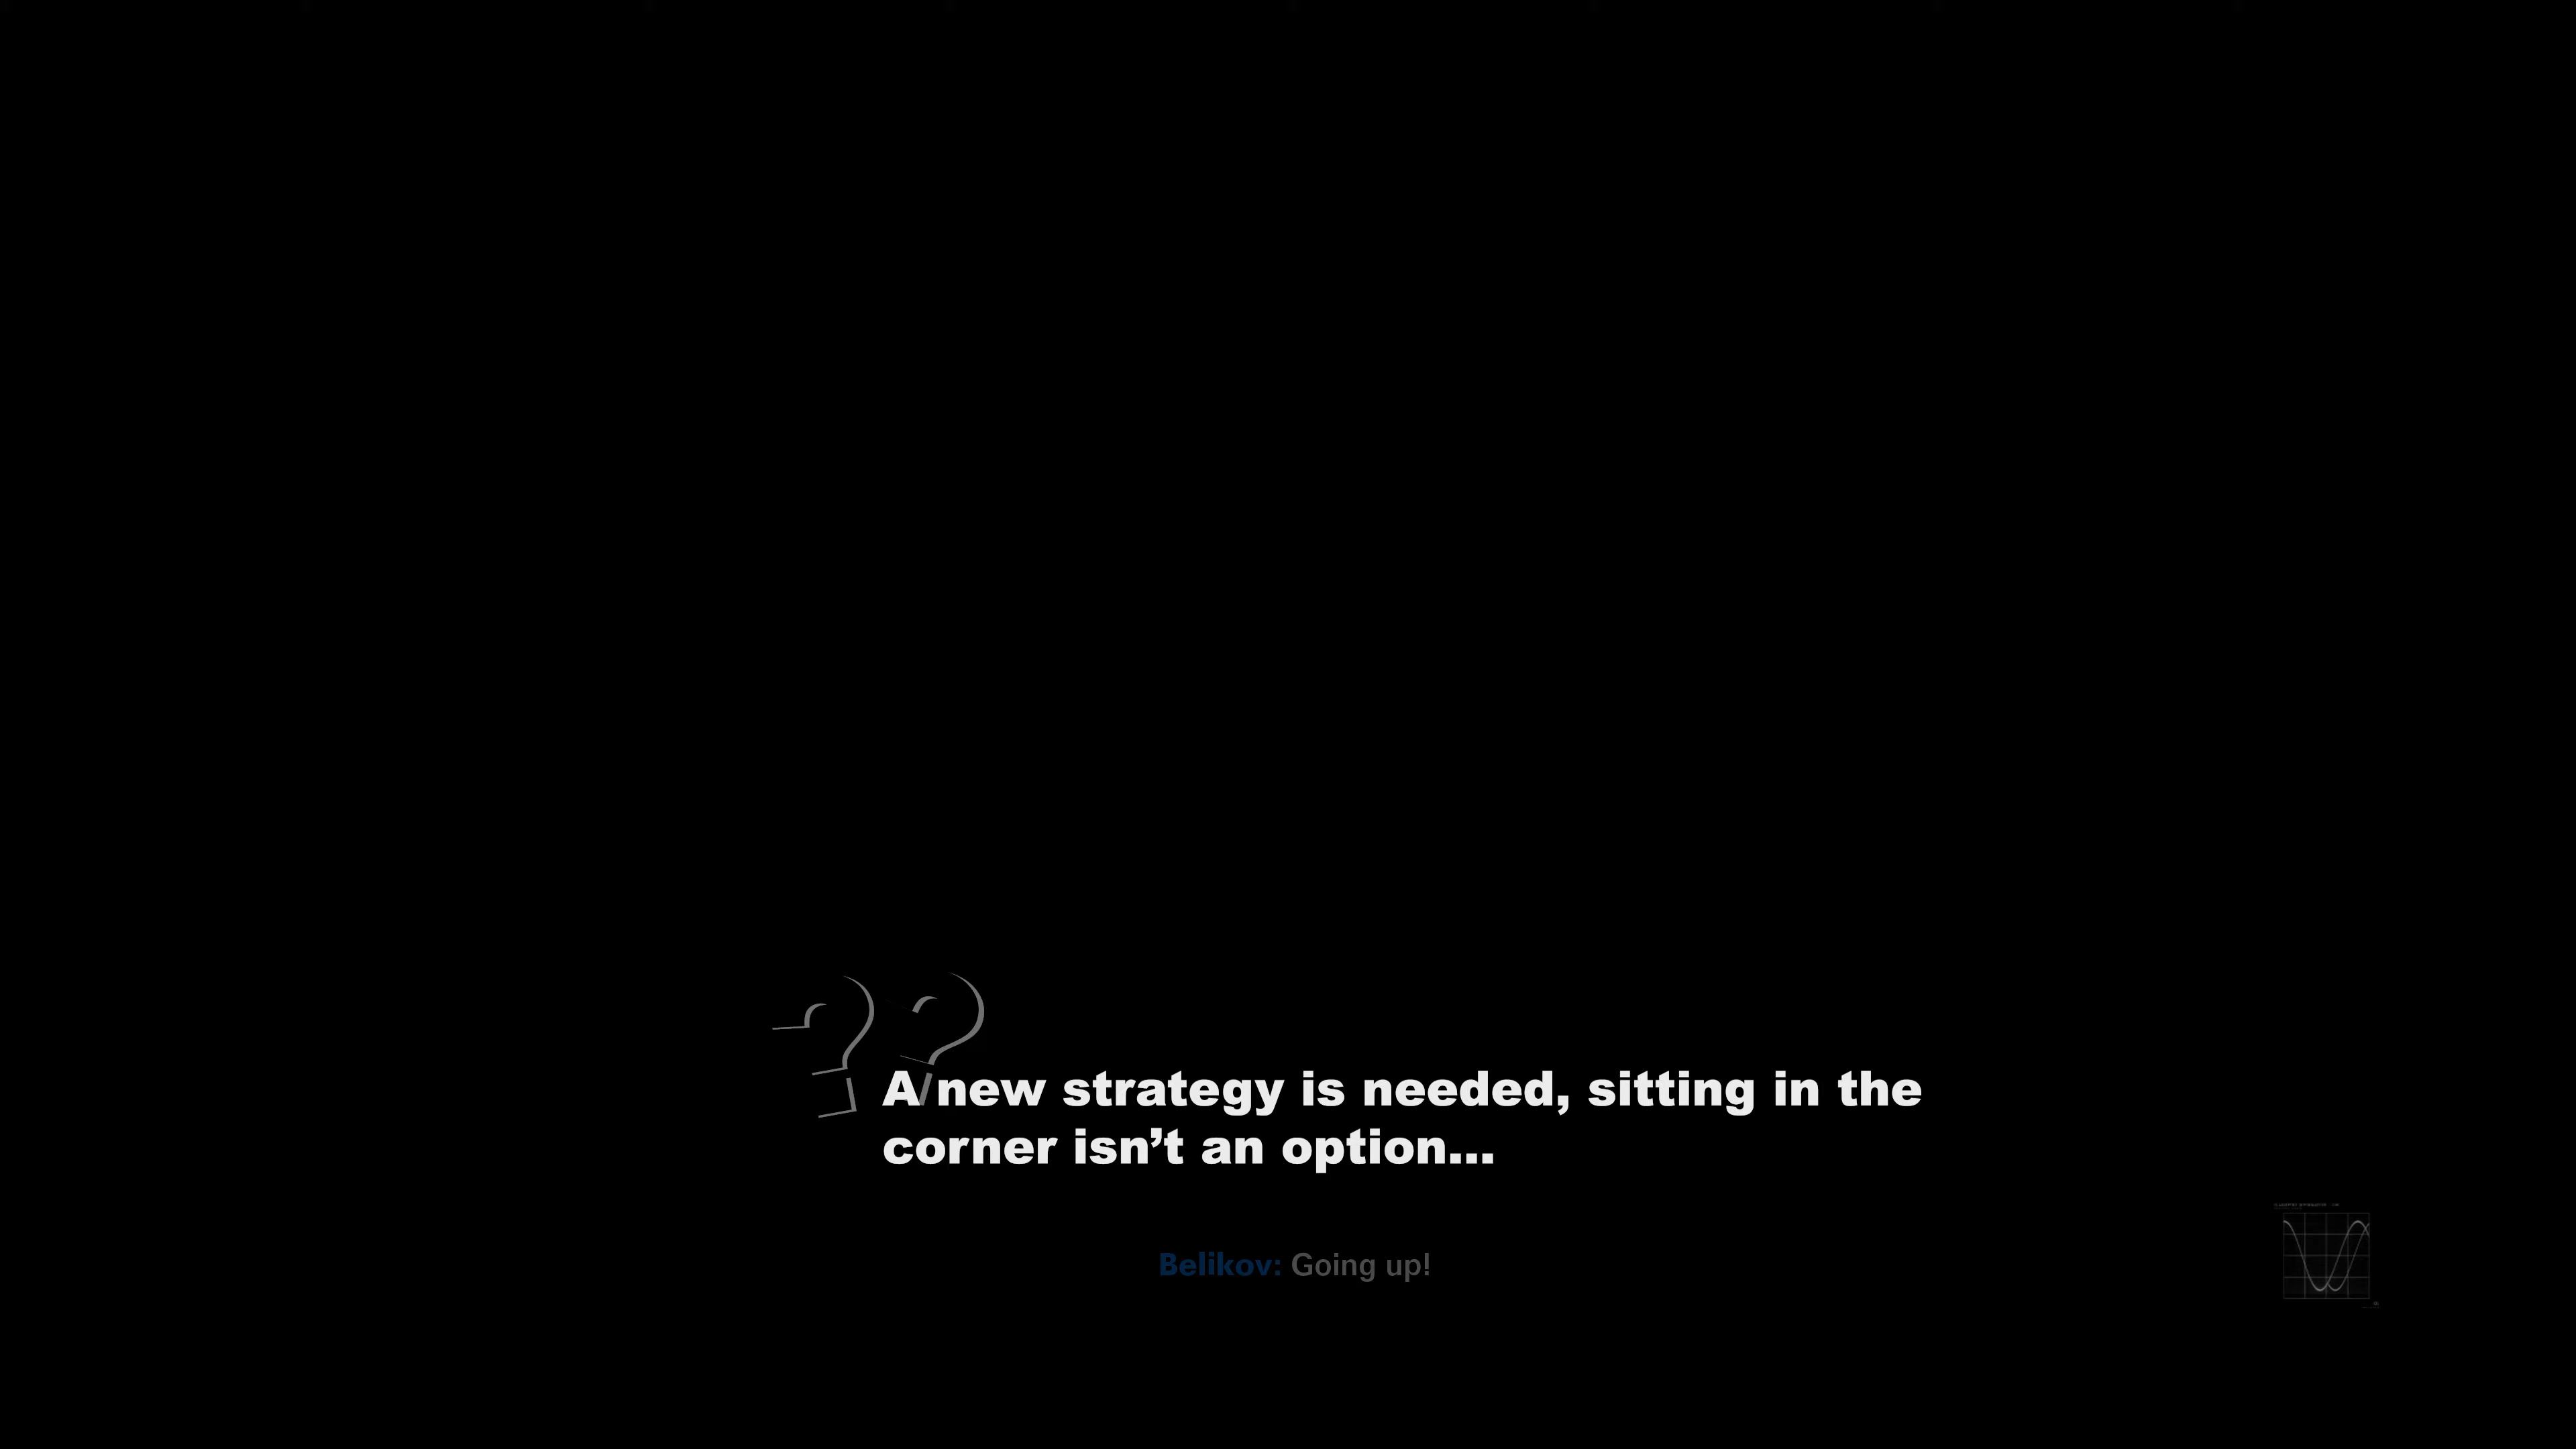 ??
A new strategy is needed, sitting in the
corner isn’t an option...
Belikov: Going up!